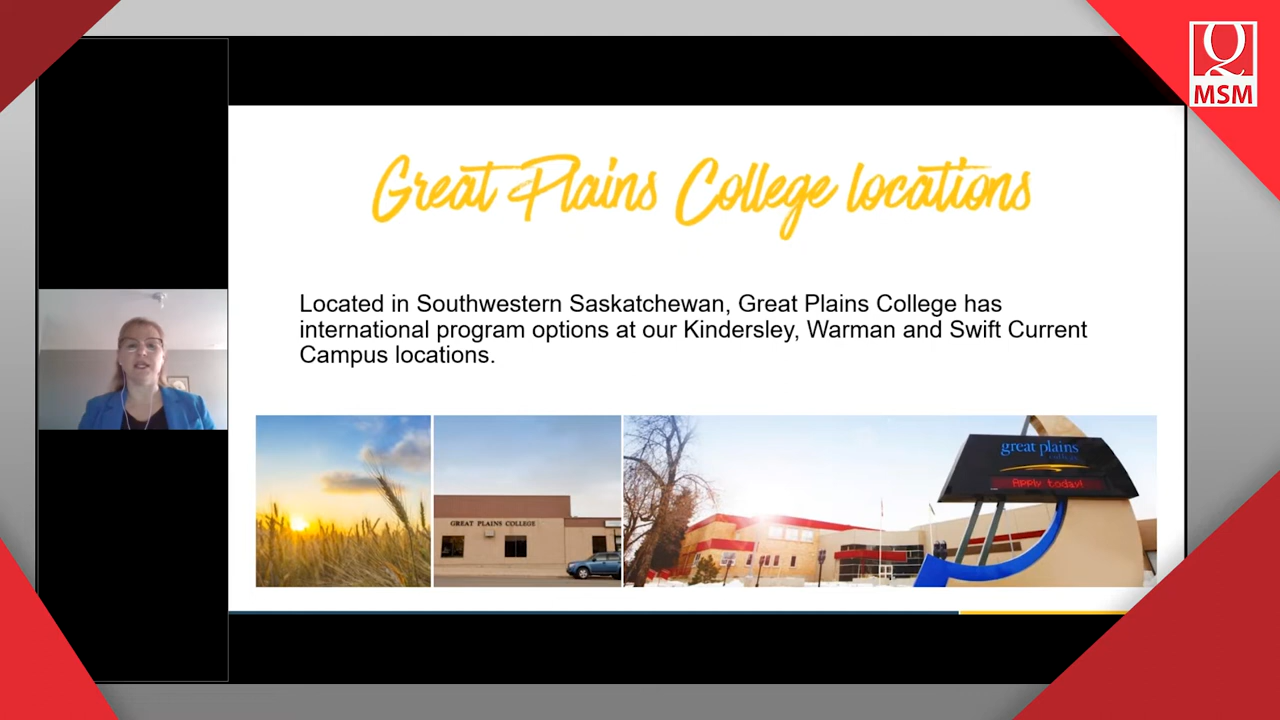 MSM
Great Plains College locations
Located in Southwestern Saskatchewan, Great Plains College has
international program options at our Kindersley, Warman and Swift Current
Campus locations.
GREAT PLAINS COLLEGE
great plains
college
Apply today!